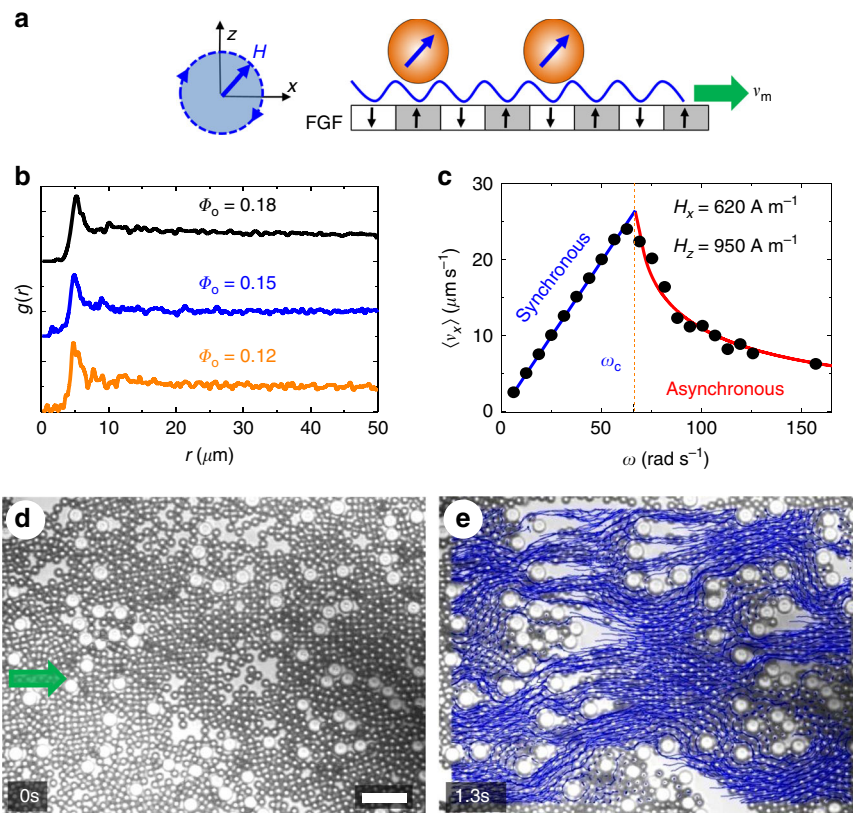 a
z
H
x
FGF
v_m
b
Φ_o = 0.18
Φ_o = 0.15
Φ_o = 0.12
g(r)
0 10 20 30 40 50
r (μm)
c
30
20
10
0
⟨v_x⟩ (μm s⁻¹)
H_x = 620 A m⁻¹
H_z = 950 A m⁻¹
Synchronous
ω_c
Asynchronous
0 50 100 150
ω (rad s⁻¹)
d
0s
e
1.3s